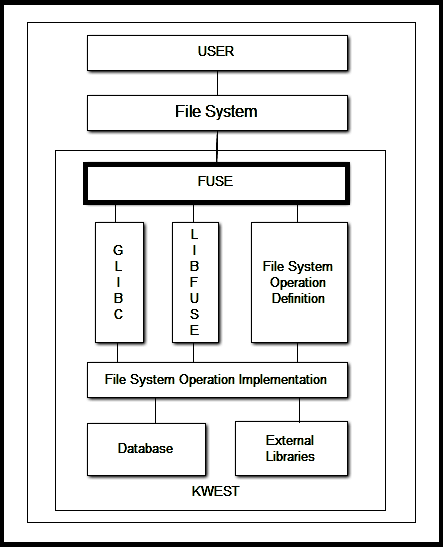 USER
File System
FUSE
G
L
I
B
C
L
I
B
F
U
S
E
File System
Operation
Definition
File System Operation Implementation
Database
External
Libraries
KWEST